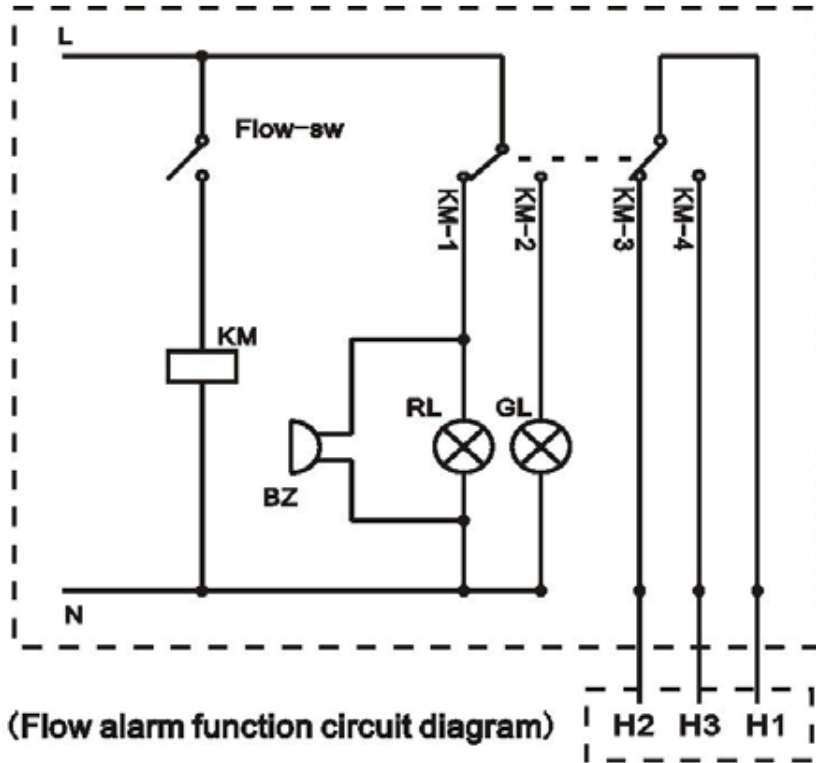 L
Flow-sw
KM-1
KM-2
KM-3
KM-4
KM
RL
GL
BZ
N
(Flow alarm function circuit diagram)
H2 H3 H1